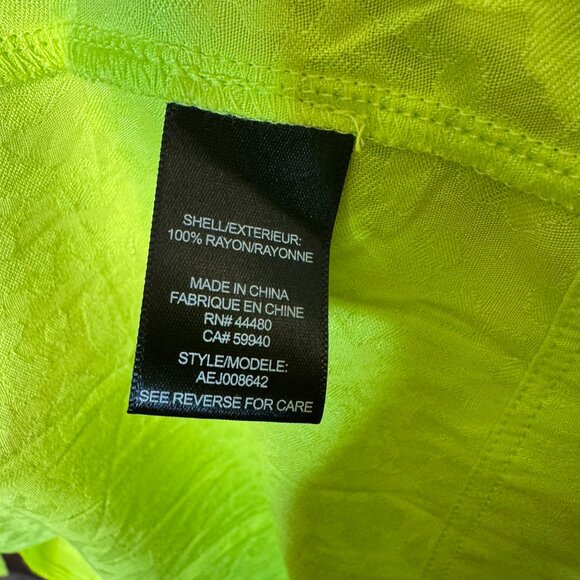 SHELL/EXTERIEUR:
100% RAYON/RAYONNE
MADE IN CHINA
FABRIQUE EN CHINE
RN# 44480
CA# 59940
STYLE/MODELE:
AEJ008642
SEE REVERSE FOR CARE